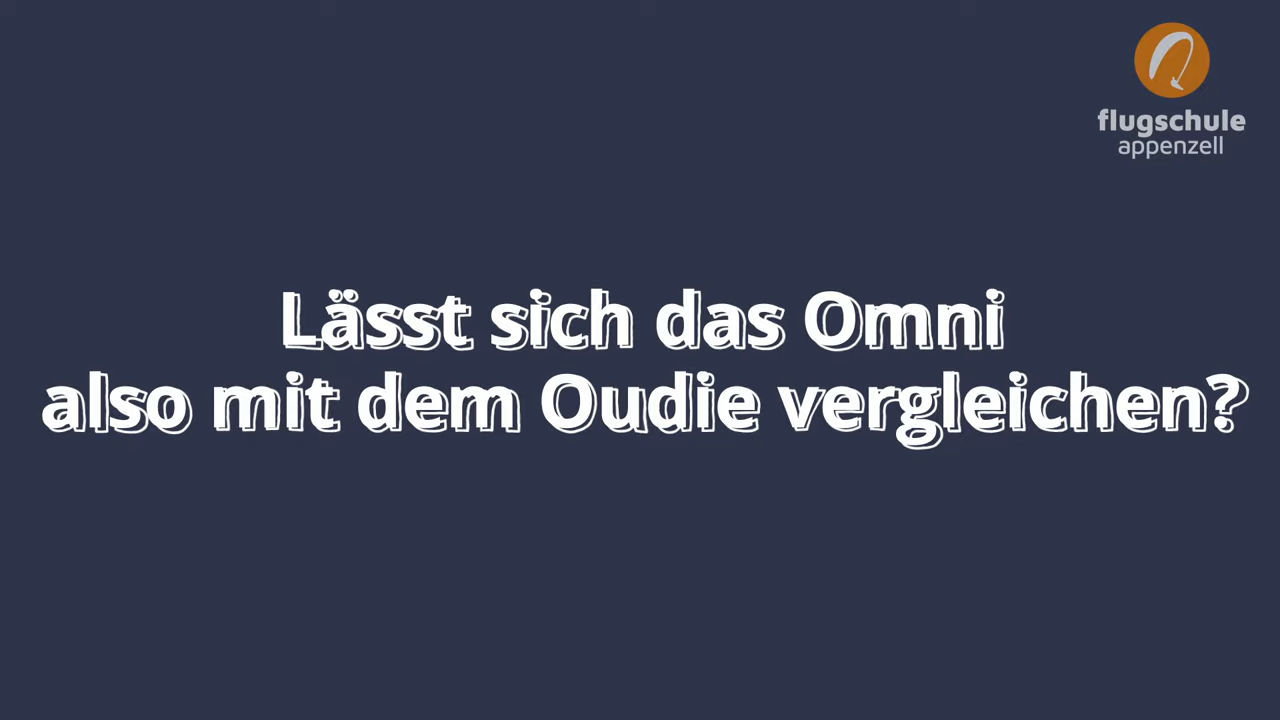 flugschule
appenzell
Lässt sich das Omni
also mit dem Oudie vergleichen?